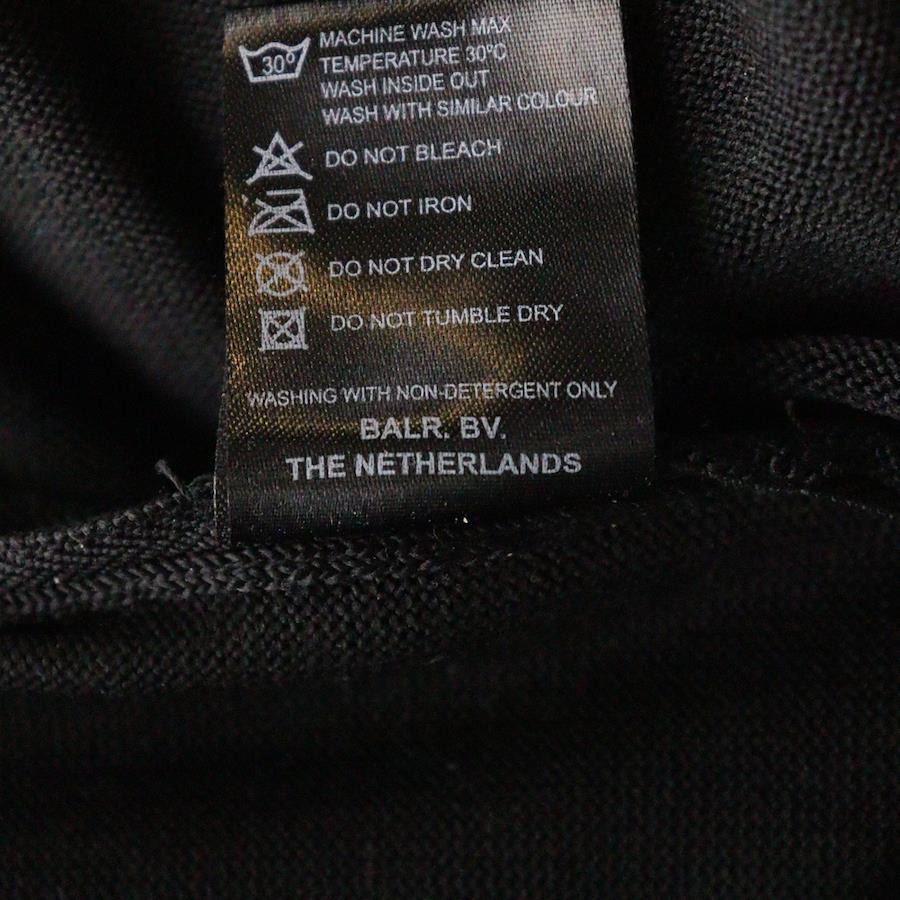 30°
MACHINE WASH MAX
TEMPERATURE 30°C
WASH INSIDE OUT
WASH WITH SIMILAR COLOUR
DO NOT BLEACH
DO NOT IRON
DO NOT DRY CLEAN
DO NOT TUMBLE DRY
WASHING WITH NON-DETERGENT ONLY
BALR. BV.
THE NETHERLANDS